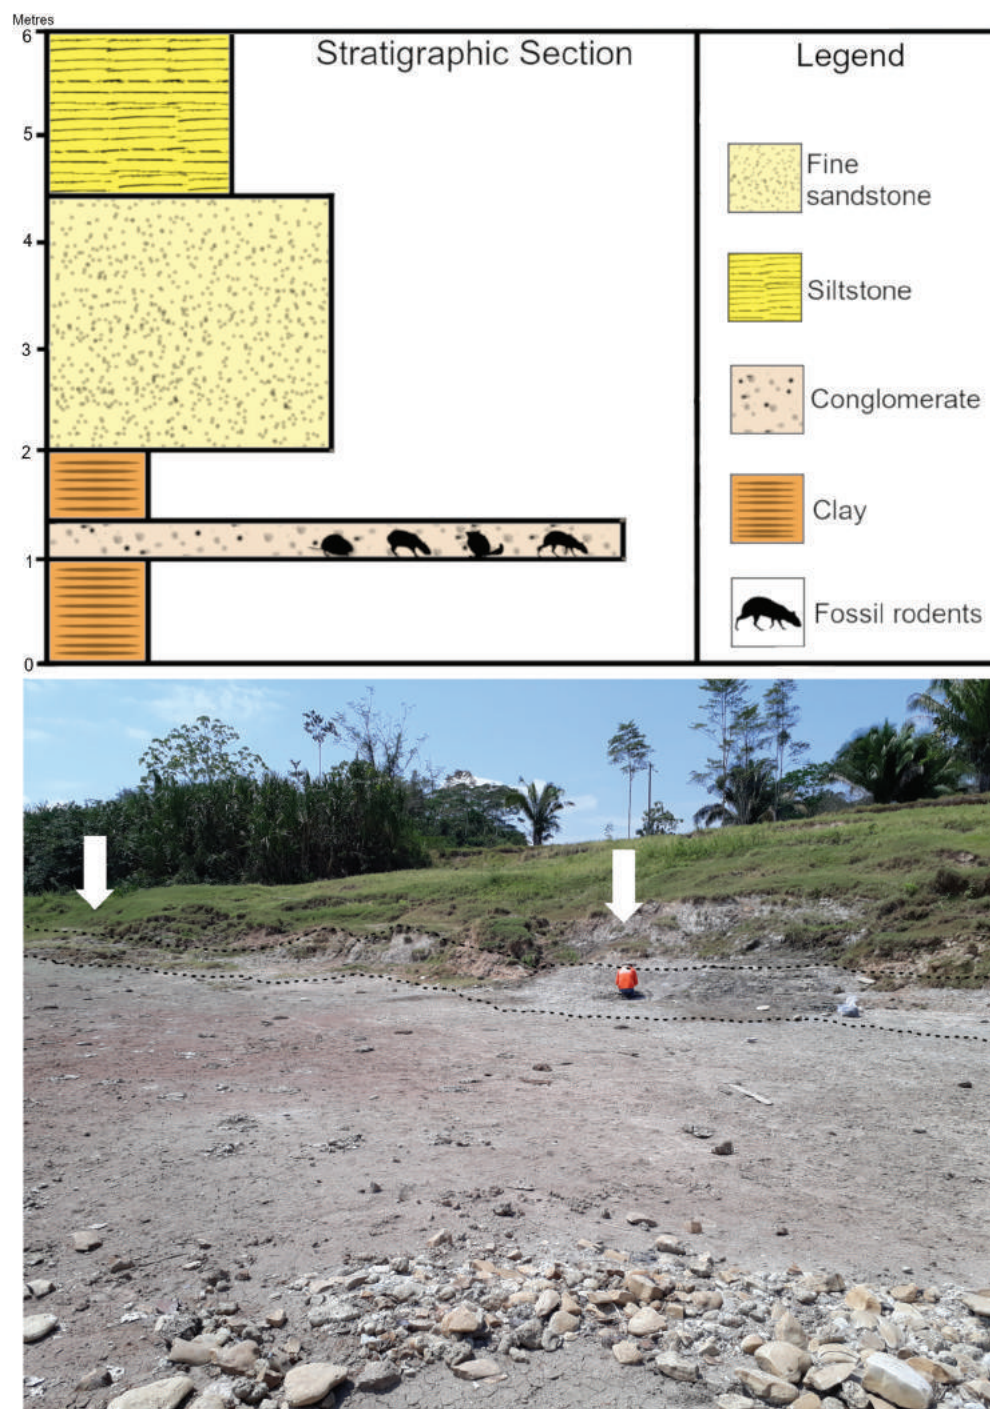 Metres
6
Stratigraphic Section
Legend
5
Fine
sandstone
4
Siltstone
3
Conglomerate
2
Clay
1
Fossil rodents
0